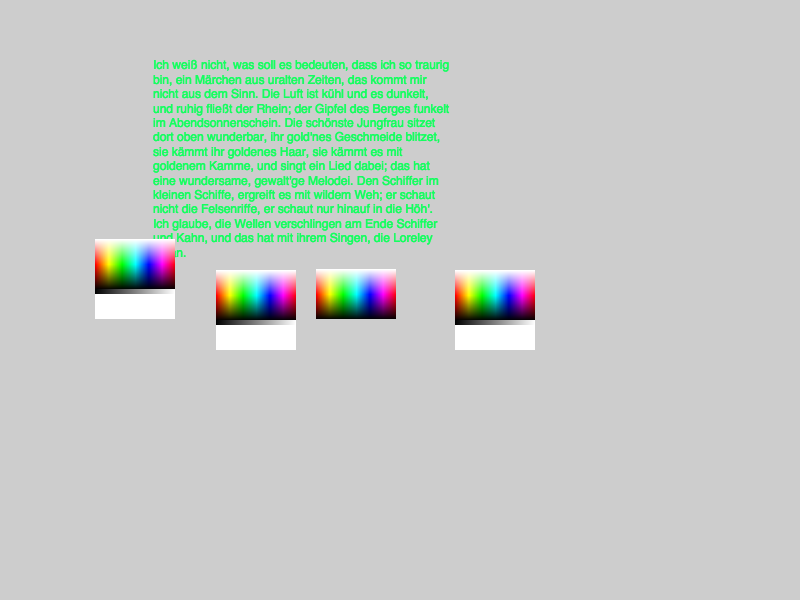 Ich weiß nicht, was soll es bedeuten, dass ich so traurig
bin, ein Märchen aus uralten Zeiten, das kommt mir
nicht aus dem Sinn. Die Luft ist kühl und es dunkelt,
und ruhig fließt der Rhein; der Gipfel des Berges funkelt
im Abendsonnenschein. Die schönste Jungfrau sitzet
dort oben wunderbar, ihr gold'nes Geschmeide blitzet,
sie kämmt ihr goldenes Haar, sie kämmt es mit
goldenem Kamme, und singt ein Lied dabei; das hat
eine wundersame, gewalt'ge Melodei. Den Schiffer im
kleinen Schiffe, ergreift es mit wildem Weh; er schaut
nicht die Felsenriffe, er schaut nur hinauf in die Höh'.
Ich glaube, die Wellen verschlingen am Ende Schiffer
und Kahn, und das hat mit ihrem Singen, die Loreley